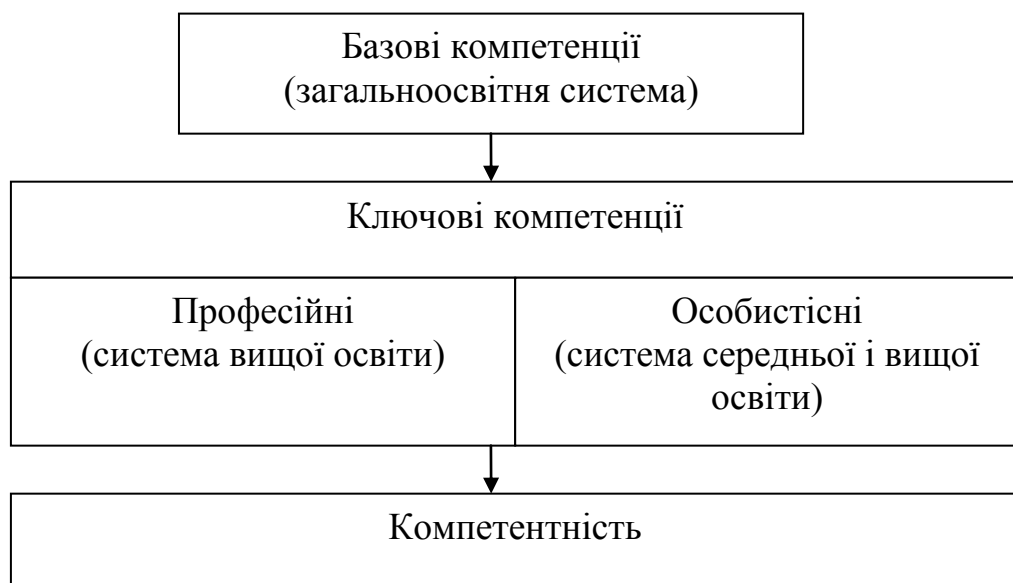 Базові компетенції
(загальноосвітня система)
Ключові компетенції
Професійні
(система вищої освіти)
Особистісні
(система середньої і вищої
освіти)
Компетентність